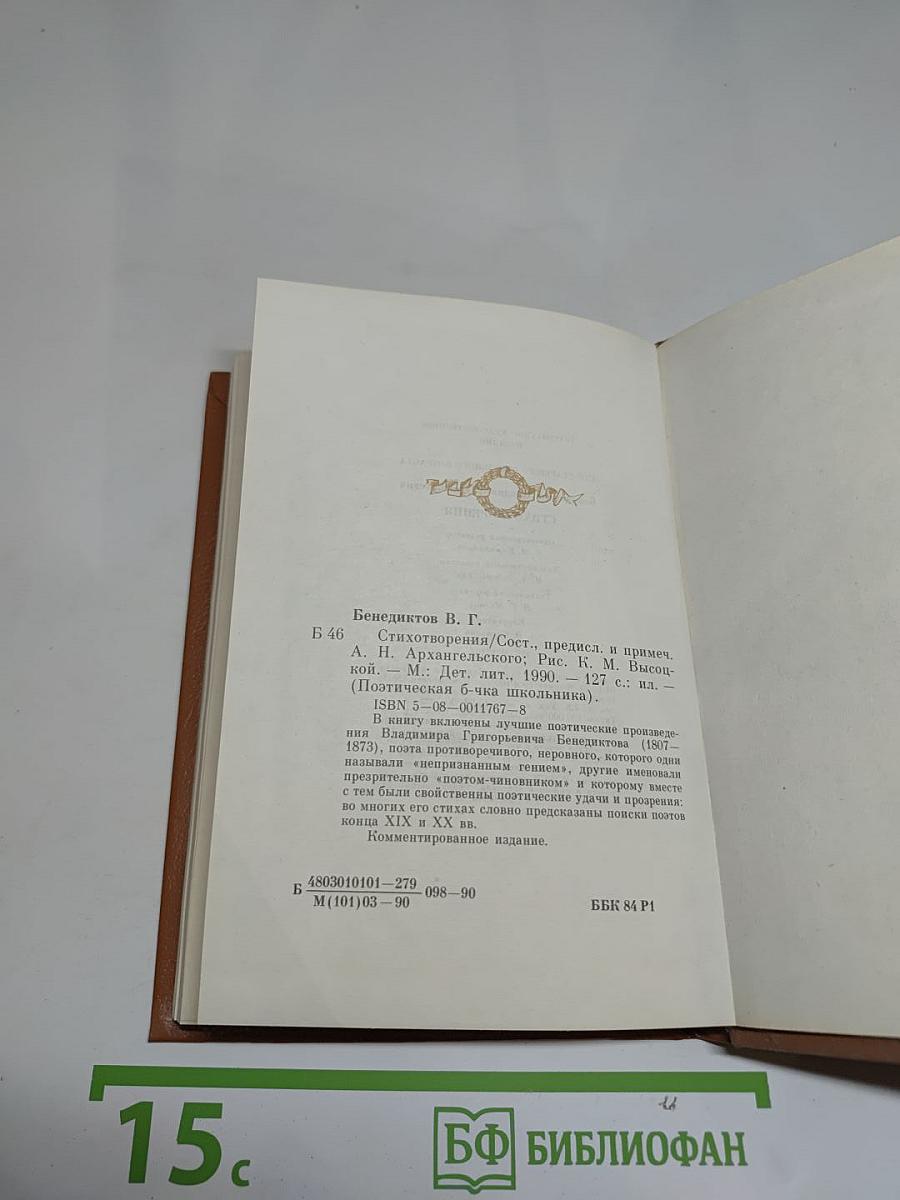 Бенедиктов В. Г.
Б 46 Стихотворения/Сост., предисл. и примеч.
А. Н. Архангельского; Рис. К. М. Высоц-
кой. — М.: Дет. лит., 1990. — 127 с.: ил. —
(Поэтическая б-чка школьника).
ISBN 5—08—0011767—8
В книгу включены лучшие поэтические произведе-
ния Владимира Григорьевича Бенедиктова (1807—
1873), поэта противоречивого, неровного, которого одни
называли «непризнанным гением», другие именовали
презрительно «поэтом-чиновником» и которому вместе
с тем были свойственны поэтические удачи и прозрения:
во многих его стихах словно предсказаны поиски поэтов
конца XIX и XX вв.
Комментированное издание.
Б 4803010101—279 098—90
М(101)03—90
ББК 84 Р1
15 с
БФ БИБЛИОФАН